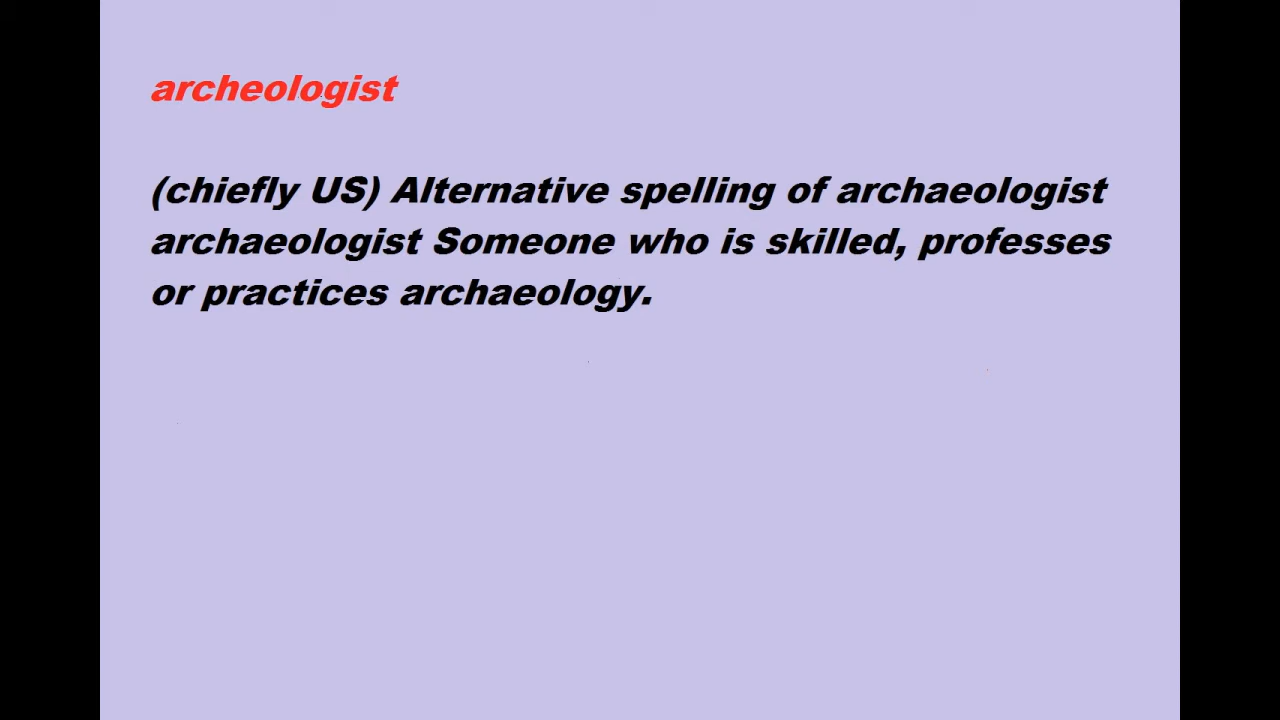 archeologist
(chiefly US) Alternative spelling of archaeologist
archaeologist Someone who is skilled, professes
or practices archaeology.